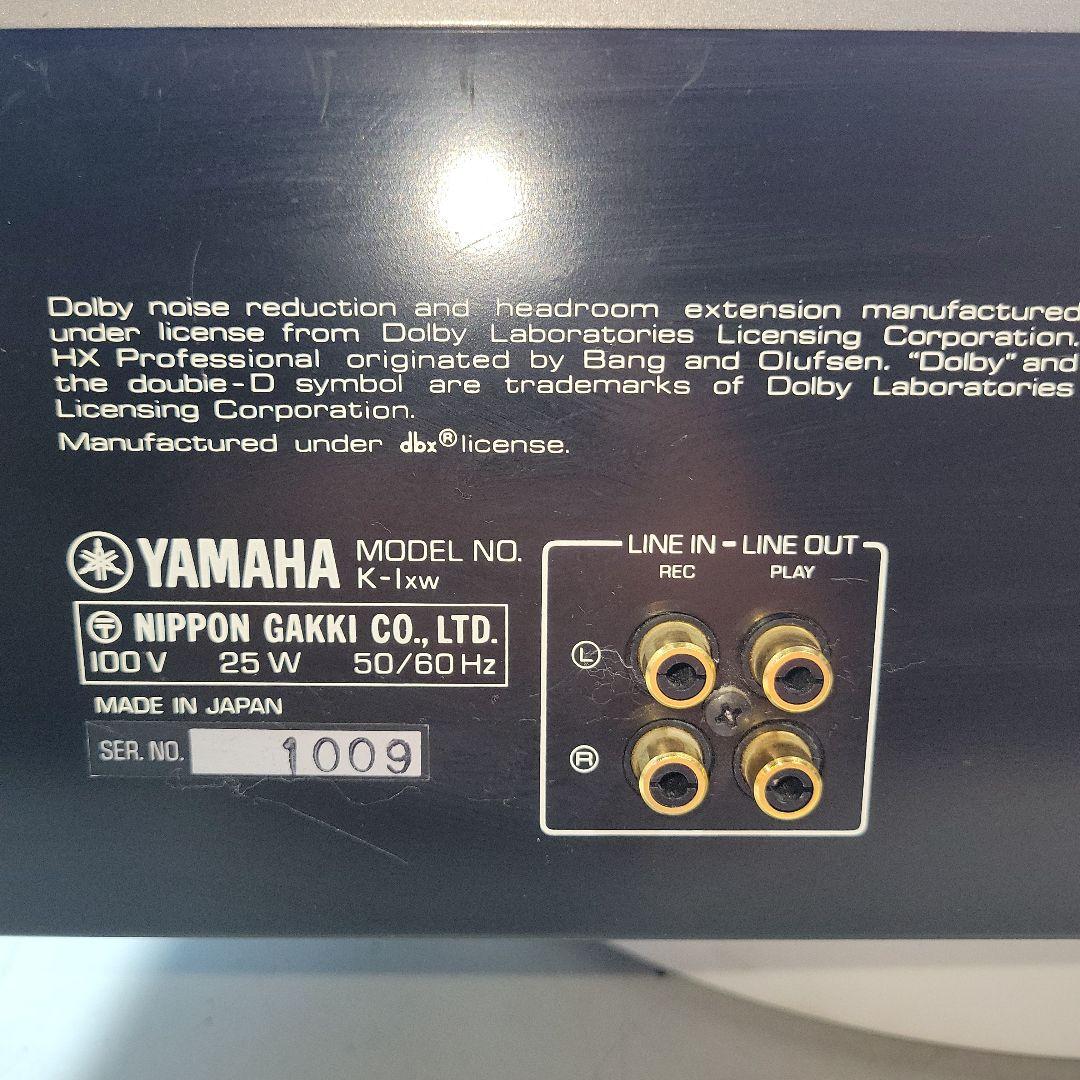 Dolby noise reduction and headroom extension manufactured
under license from Dolby Laboratories Licensing Corporation.
HX Professional originated by Bang and Olufsen. "Dolby" and
the double-D symbol are trademarks of Dolby Laboratories
Licensing Corporation.
Manufactured under dbx® license.
YAMAHA MODEL NO.
K-1xw
NIPPON GAKKI CO., LTD.
100V 25W 50/60Hz
MADE IN JAPAN
SER. NO. 1009
LINE IN - LINE OUT
REC PLAY
L
R